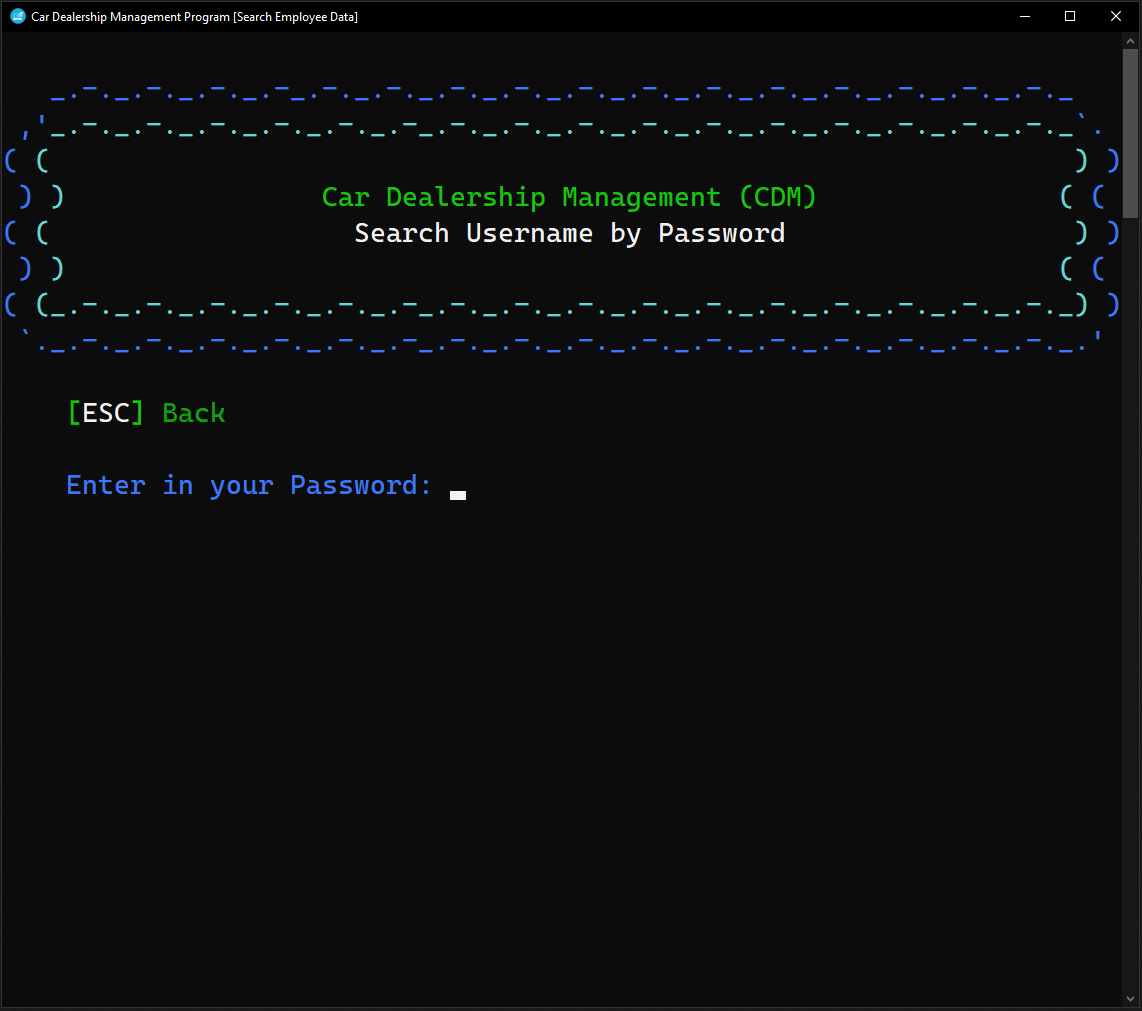 Car Dealership Management Program [Search Employee Data]
Car Dealership Management (CDM)
Search Username by Password
[ESC] Back
Enter in your Password: